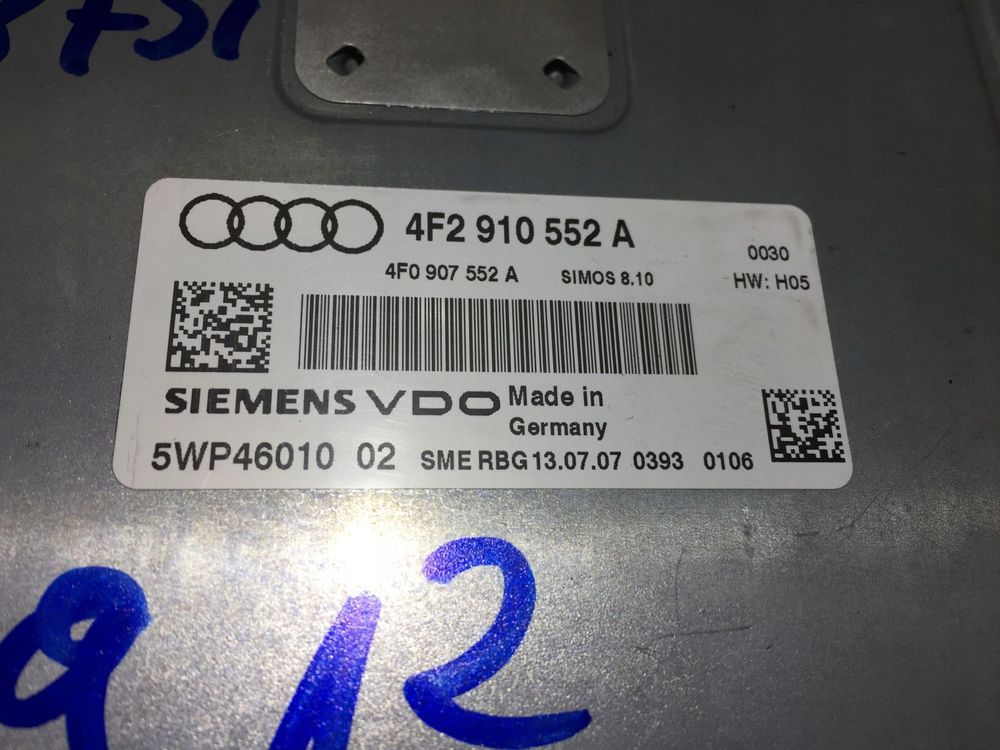 4F2 910 552 A
0030
4F0 907 552 A SIMOS 8.10 HW: H05
SIEMENS VDO Made in
Germany
5WP46010 02 SME RBG 13.07.07 0393 0106
912